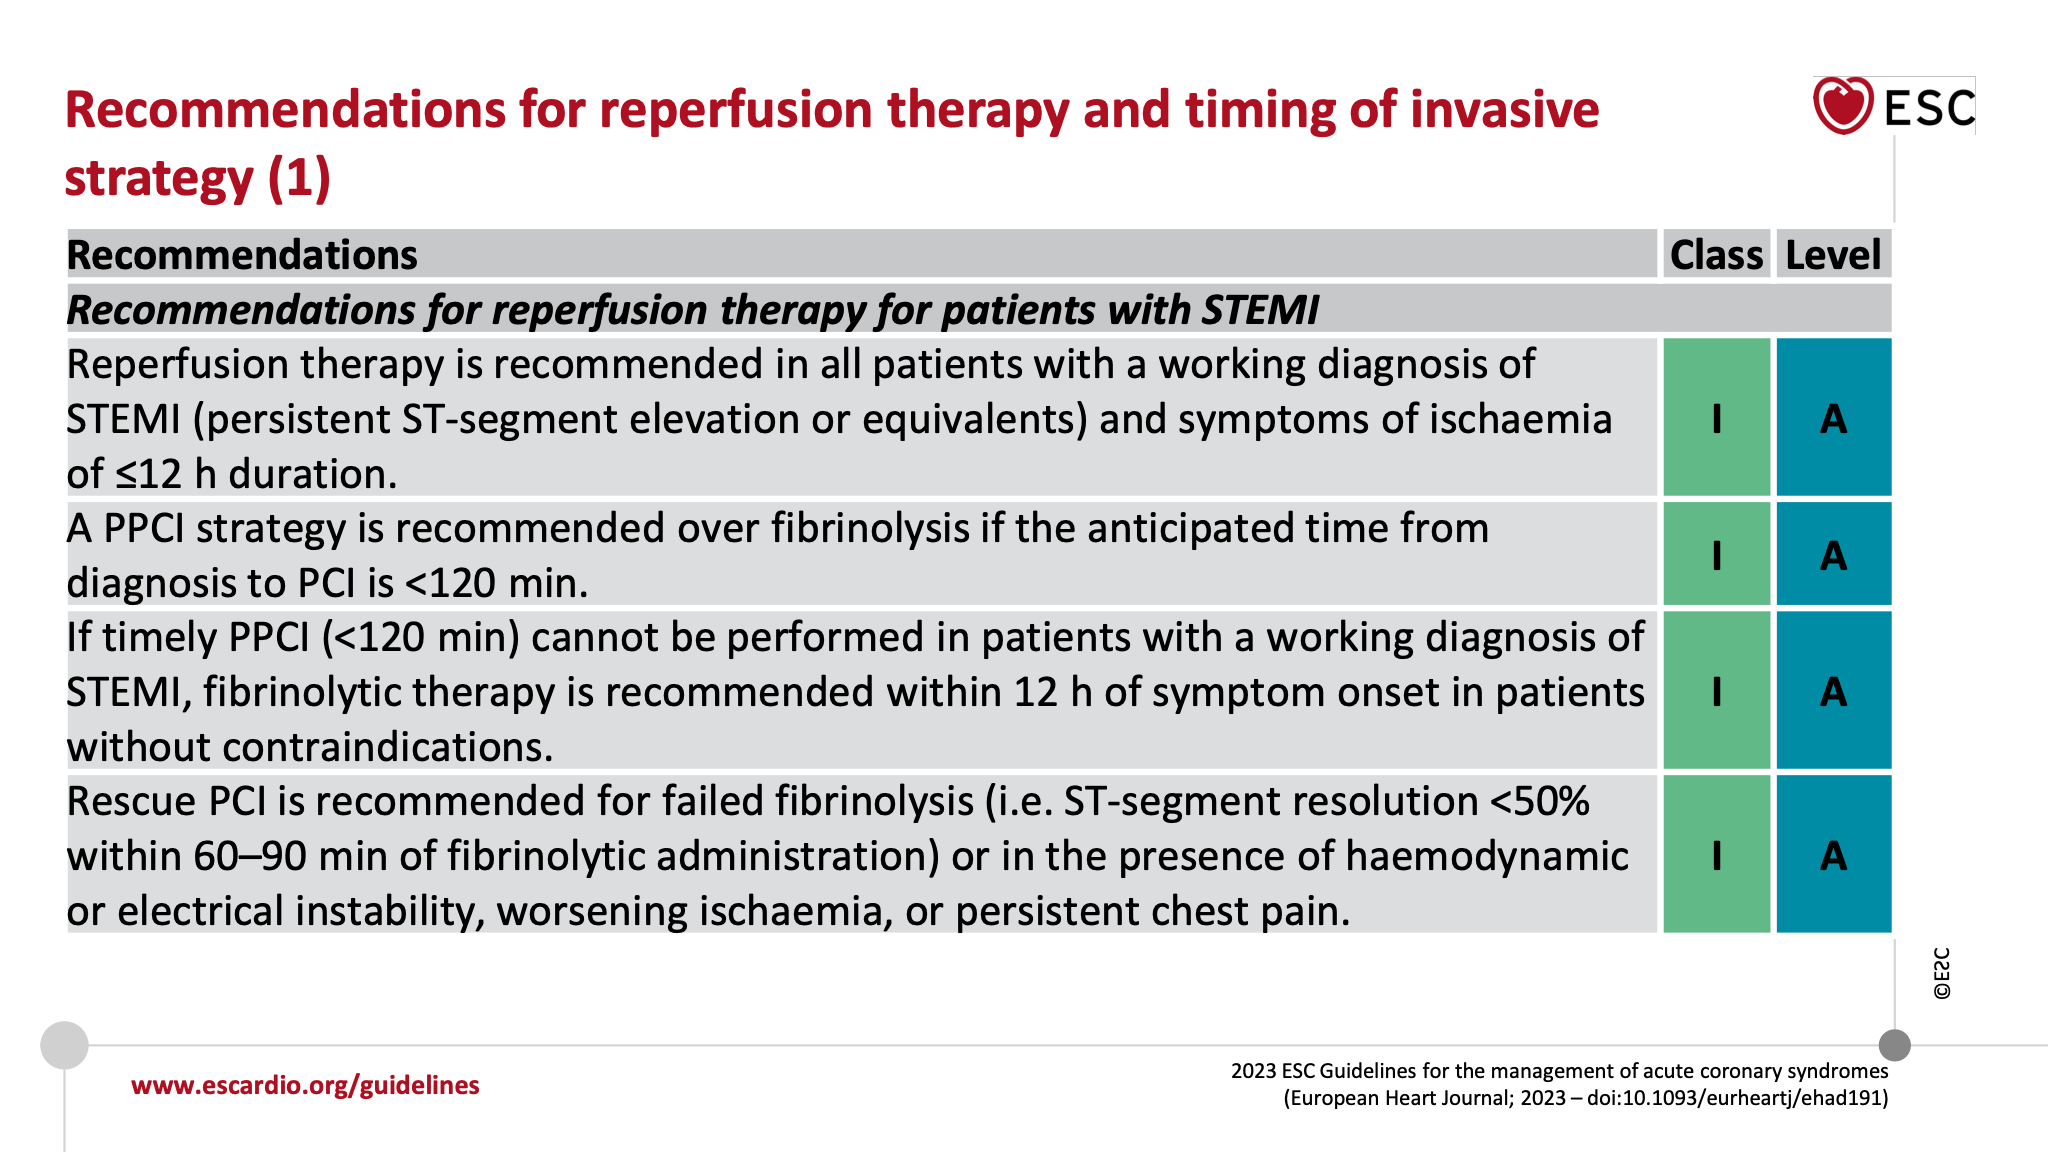 Recommendations for reperfusion therapy and timing of invasive
strategy (1)
ESC
Recommendations Class Level
Recommendations for reperfusion therapy for patients with STEMI
Reperfusion therapy is recommended in all patients with a working diagnosis of
STEMI (persistent ST-segment elevation or equivalents) and symptoms of ischaemia
of ≤12 h duration.
I A
A PPCI strategy is recommended over fibrinolysis if the anticipated time from
diagnosis to PCI is <120 min.
I A
If timely PPCI (<120 min) cannot be performed in patients with a working diagnosis of
STEMI, fibrinolytic therapy is recommended within 12 h of symptom onset in patients
without contraindications.
I A
Rescue PCI is recommended for failed fibrinolysis (i.e. ST-segment resolution <50%
within 60–90 min of fibrinolytic administration) or in the presence of haemodynamic
or electrical instability, worsening ischaemia, or persistent chest pain.
I A
©ESC
www.escardio.org/guidelines
2023 ESC Guidelines for the management of acute coronary syndromes
(European Heart Journal; 2023 – doi:10.1093/eurheartj/ehad191)